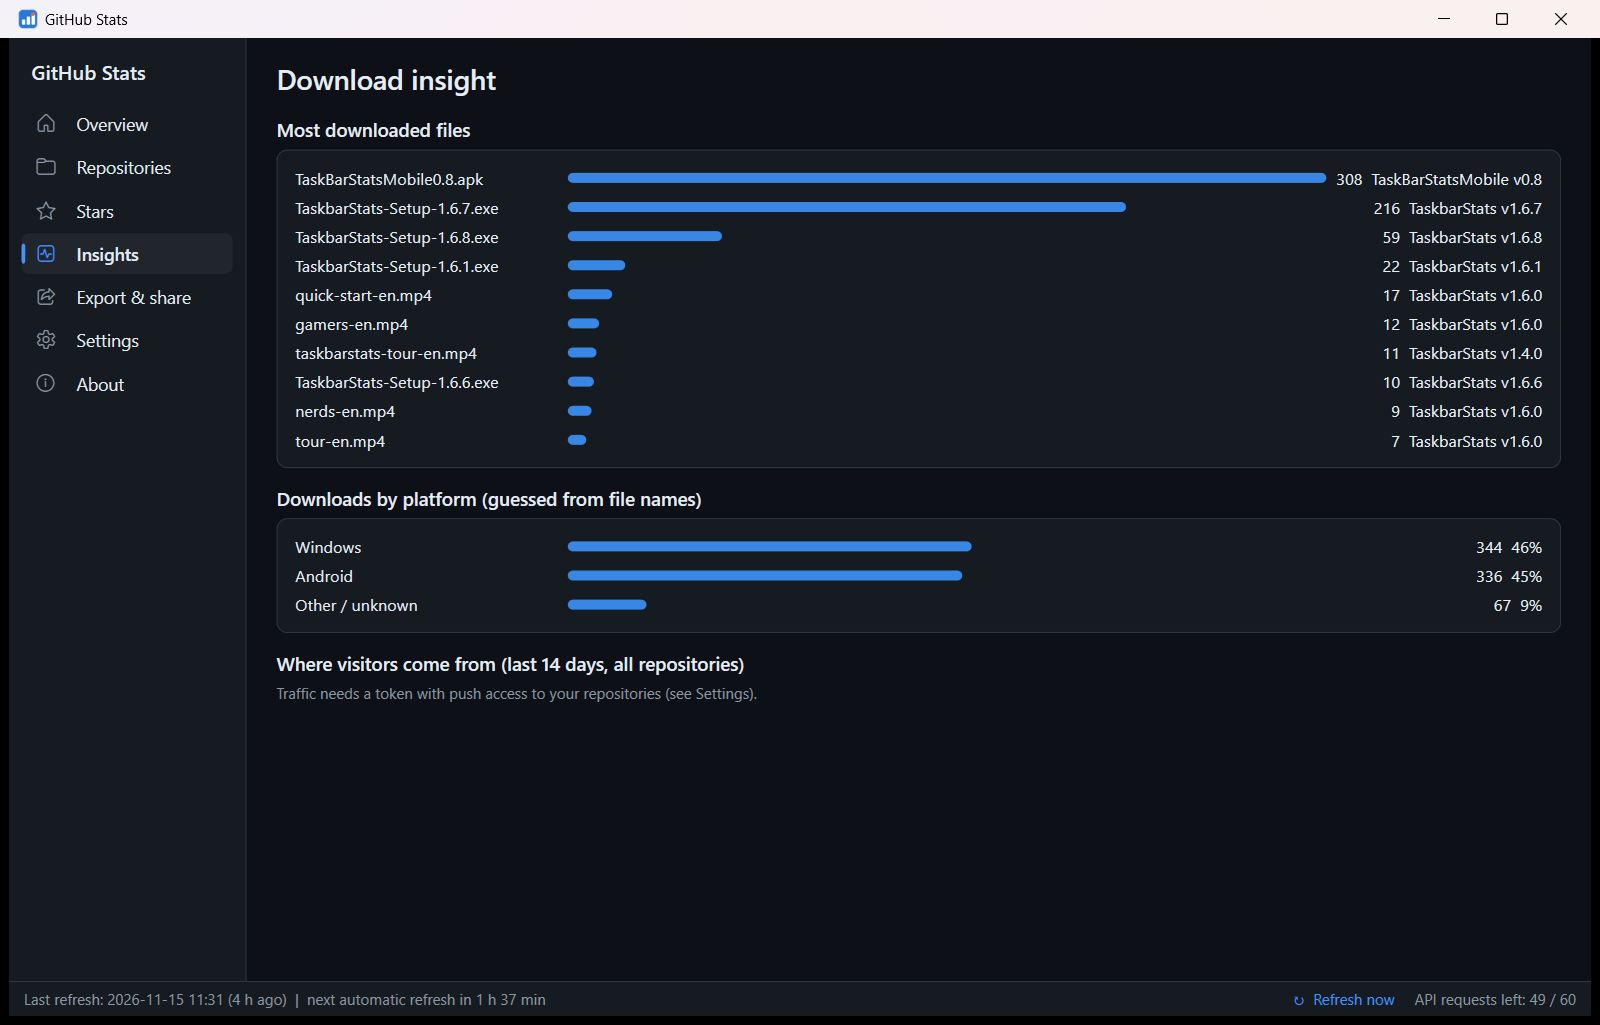 GitHub Stats
GitHub Stats
Overview
Repositories
Stars
Insights
Export & share
Settings
About
Download insight
Most downloaded files
TaskBarStatsMobile0.8.apk 308 TaskBarStatsMobile v0.8
TaskbarStats-Setup-1.6.7.exe 216 TaskbarStats v1.6.7
TaskbarStats-Setup-1.6.8.exe 59 TaskbarStats v1.6.8
TaskbarStats-Setup-1.6.1.exe 22 TaskbarStats v1.6.1
quick-start-en.mp4 17 TaskbarStats v1.6.0
gamers-en.mp4 12 TaskbarStats v1.6.0
taskbarstats-tour-en.mp4 11 TaskbarStats v1.4.0
TaskbarStats-Setup-1.6.6.exe 10 TaskbarStats v1.6.6
nerds-en.mp4 9 TaskbarStats v1.6.0
tour-en.mp4 7 TaskbarStats v1.6.0
Downloads by platform (guessed from file names)
Windows 344 46%
Android 336 45%
Other / unknown 67 9%
Where visitors come from (last 14 days, all repositories)
Traffic needs a token with push access to your repositories (see Settings).
Last refresh: 2026-11-15 11:31 (4 h ago) | next automatic refresh in 1 h 37 min
Refresh now API requests left: 49 / 60